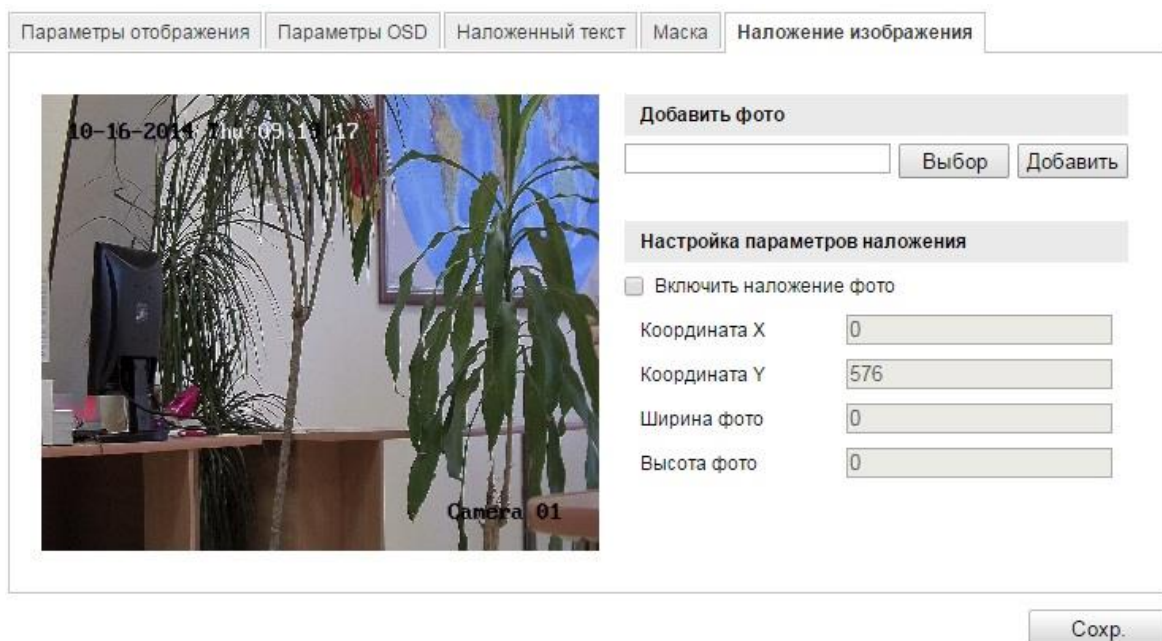 Параметры отображения Параметры OSD Наложенный текст Маска Наложение изображения
10-16-2014 Thu 09:19:17
Camera 01
Добавить фото
Выбор Добавить
Настройка параметров наложения
Включить наложение фото
Координата X 0
Координата Y 576
Ширина фото 0
Высота фото 0
Сохр.